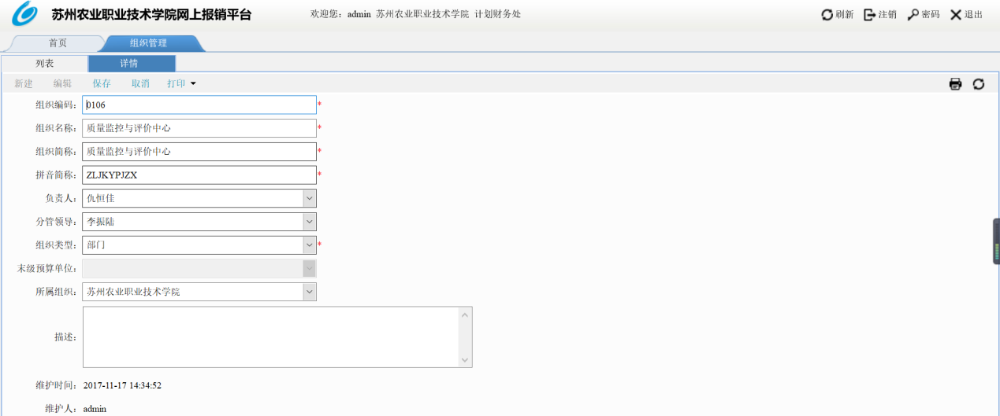 苏州农业职业技术学院网上报销平台 欢迎您：admin 苏州农业职业技术学院 计划财务处 刷新 注销 密码 退出
首页 组织管理
列表 详情
新建 编辑 保存 取消 打印
组织编码： 0106 *
组织名称： 质量监控与评价中心 *
组织简称： 质量监控与评价中心 *
拼音简称： ZLJKYPJZX *
负责人： 仇恒佳
分管领导： 李振陆
组织类型： 部门 *
末级预算单位：
所属组织： 苏州农业职业技术学院
描述：
维护时间： 2017-11-17 14:34:52
维护人： admin